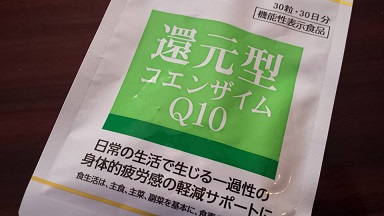 30粒・30日分
機能性表示食品
還元型
コエンザイム
Q10
日常の生活で生じる一過性の
身体的疲労感の軽減サポートに
食生活は、主食、主菜、副菜を基本に、食事